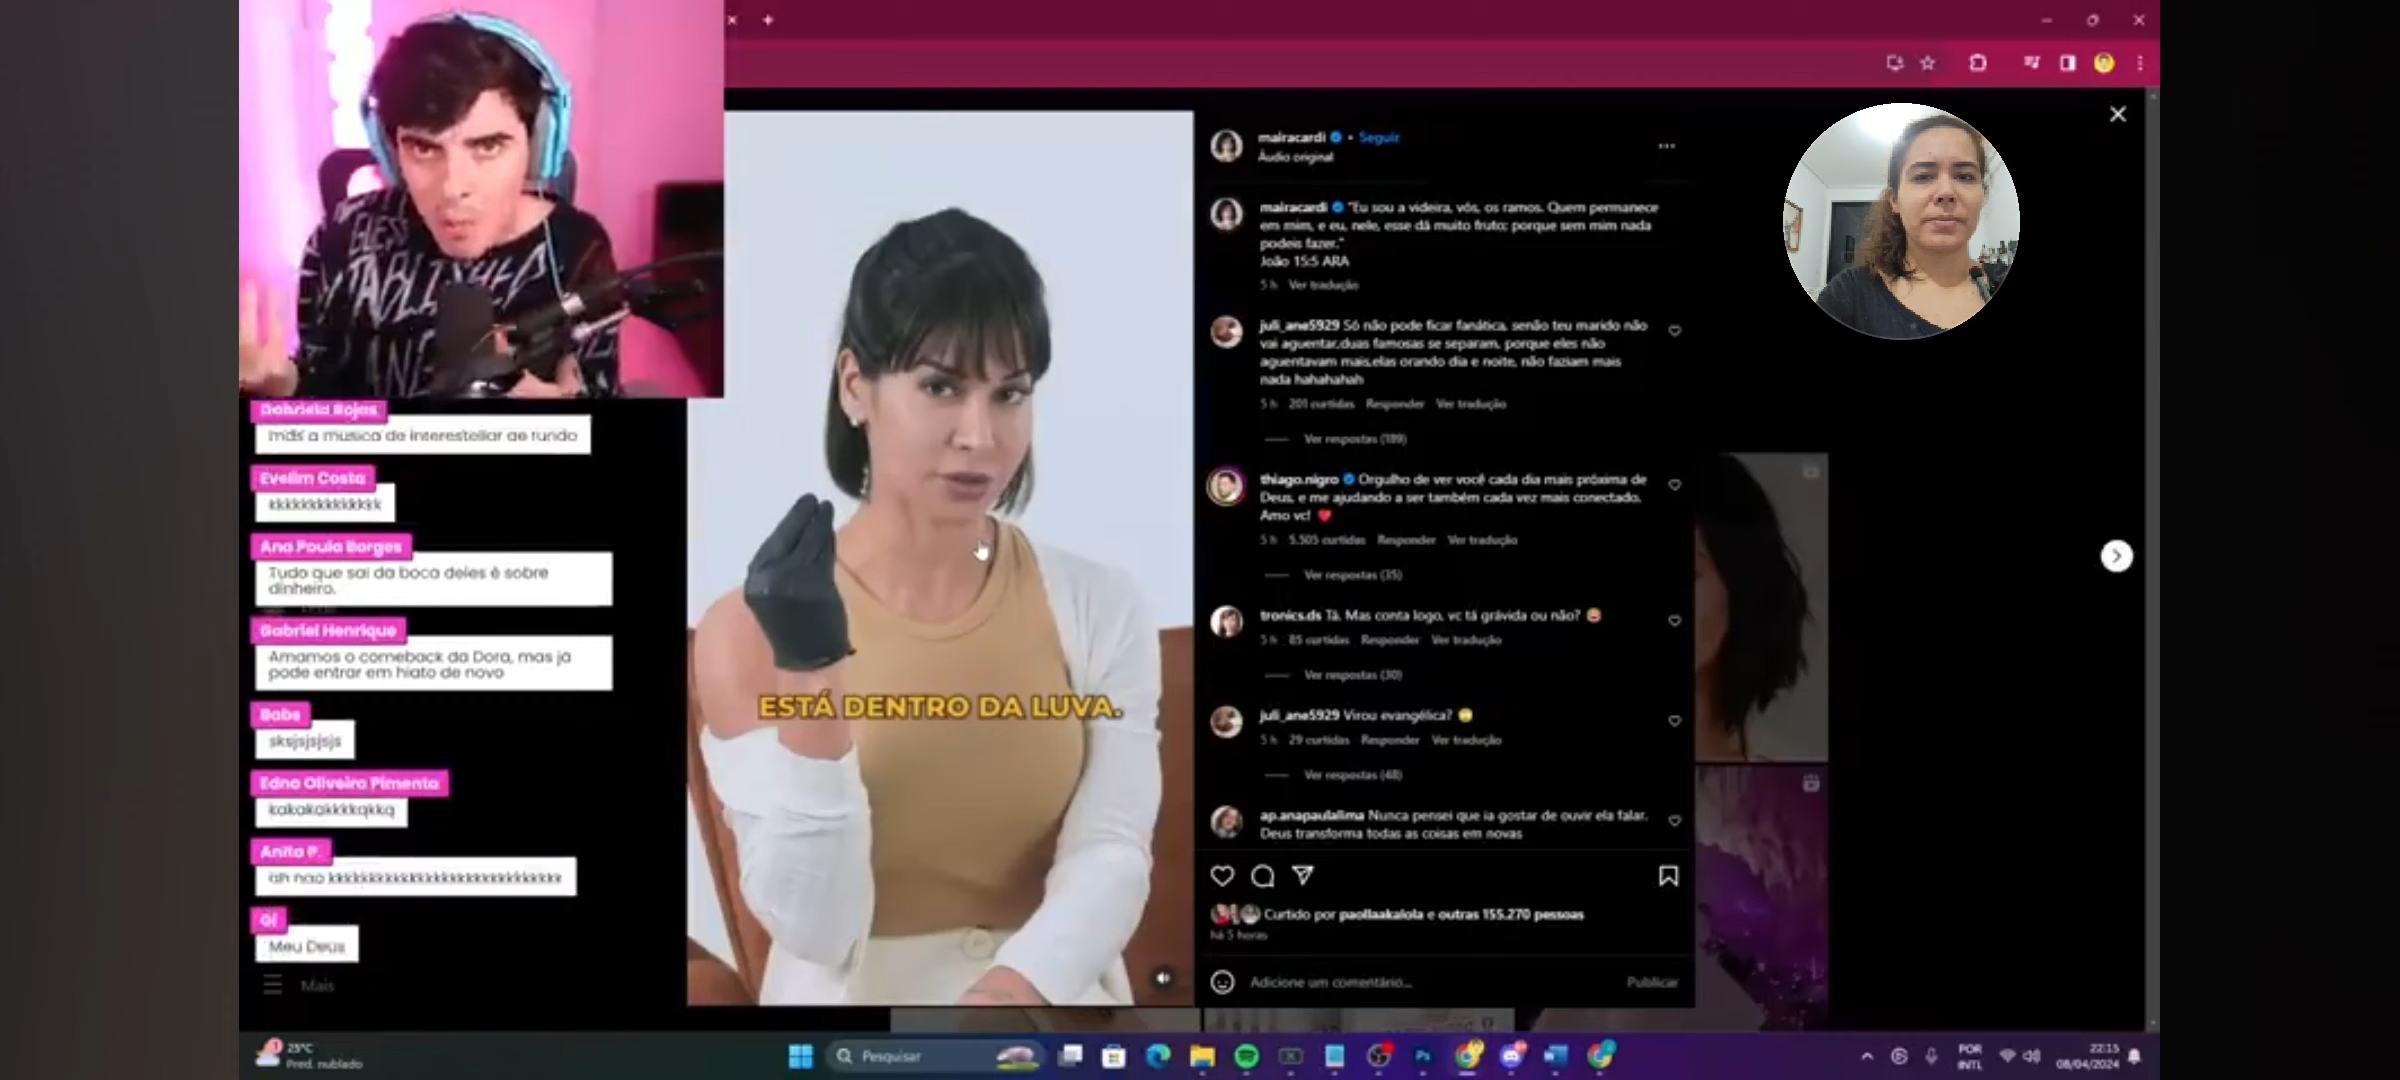 mairacardi • Seguir
Áudio original
mairacardi "Eu sou a videira, vós, os ramos. Quem permanece
em mim, e eu, nele, esse dá muito fruto; porque sem mim nada
podeis fazer."
João 15:5 ARA
5 h Ver tradução
juli_ane5929 Só não pode ficar fanática, senão teu marido não
vai aguentar,duas famosas se separam, porque eles não
aguentavam mais,elas orando dia e noite, não faziam mais
nada hahahahah
5 h 201 curtidas Responder Ver tradução
Ver respostas (189)
thiago.nigro Orgulho de ver você cada dia mais próxima de
Deus, e me ajudando a ser também cada vez mais conectado.
Amo vc! ❤️
5 h 5.505 curtidas Responder Ver tradução
Ver respostas (35)
tronics.ds Tá. Mas conta logo, vc tá grávida ou não?
5 h 85 curtidas Responder Ver tradução
Ver respostas (30)
juli_ane5929 Virou evangélica?
5 h 29 curtidas Responder Ver tradução
Ver respostas (48)
ap.anapaulalima Nunca pensei que ia gostar de ouvir ela falar.
Deus transforma todas as coisas em novas
Curtido por paollaakalola e outras 155.270 pessoas
há 5 horas
Adicione um comentário...
Publicar
ESTÁ DENTRO DA LUVA.
Gabriela Rojas
mds a musica de interestellar de fundo
Evelim Costa
kkkkkkkkkkkkkk
Ana Paula Borges
Tudo que sai da boca deles é sobre
dinheiro.
Gabriel Henrique
Amamos o comeback da Dora, mas já
pode entrar em hiato de novo
Babs
sksjsjsjsjs
Edna Oliveira Pimenta
kakakakkkkqkkq
Anita P.
Gi
Meu Deus
Mais
25°C
Pred. nublado
Pesquisar
POR
INTL
22:15
08/04/2024